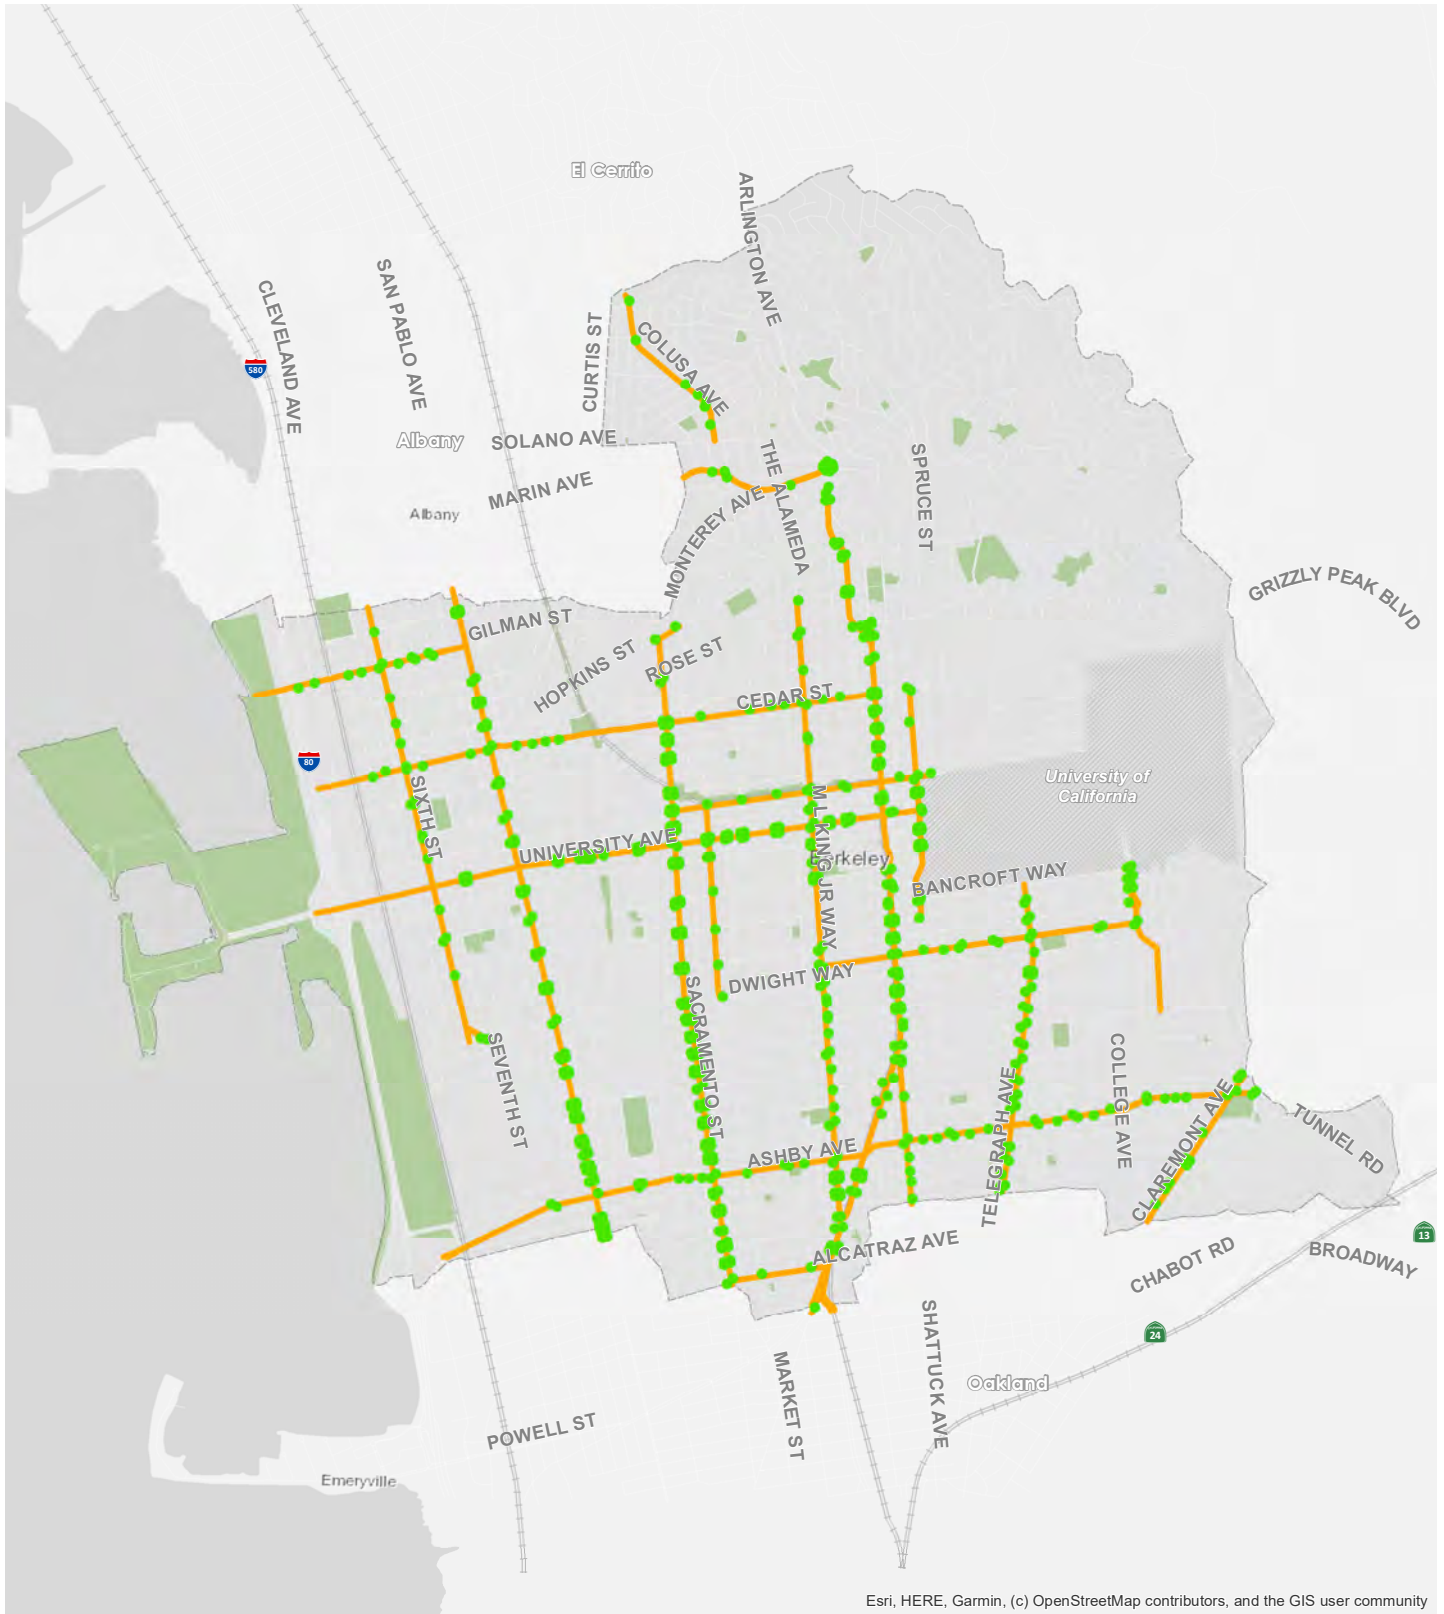 El Cerrito
ARLINGTON AVE
SAN PABLO AVE
CLEVELAND AVE
580
CURTIS ST
COLUSA AVE
Albany
SOLANO AVE
THE ALAMEDA
SPRUCE ST
MARIN AVE
Albany
MONTEREY AVE
GRIZZLY PEAK BLVD
GILMAN ST
HOPKINS ST
ROSE ST
CEDAR ST
80
SIXTH ST
University of
California
M L KING JR WAY
UNIVERSITY AVE
Berkeley
BANCROFT WAY
DWIGHT WAY
SACRAMENTO ST
SEVENTH ST
COLLEGE AVE
TELEGRAPH AVE
CLAREMONT AVE
TUNNEL RD
ASHBY AVE
ALCATRAZ AVE
CHABOT RD
BROADWAY
13
24
SHATTUCK AVE
MARKET ST
Oakland
POWELL ST
Emeryville
Esri, HERE, Garmin, (c) OpenStreetMap contributors, and the GIS user community